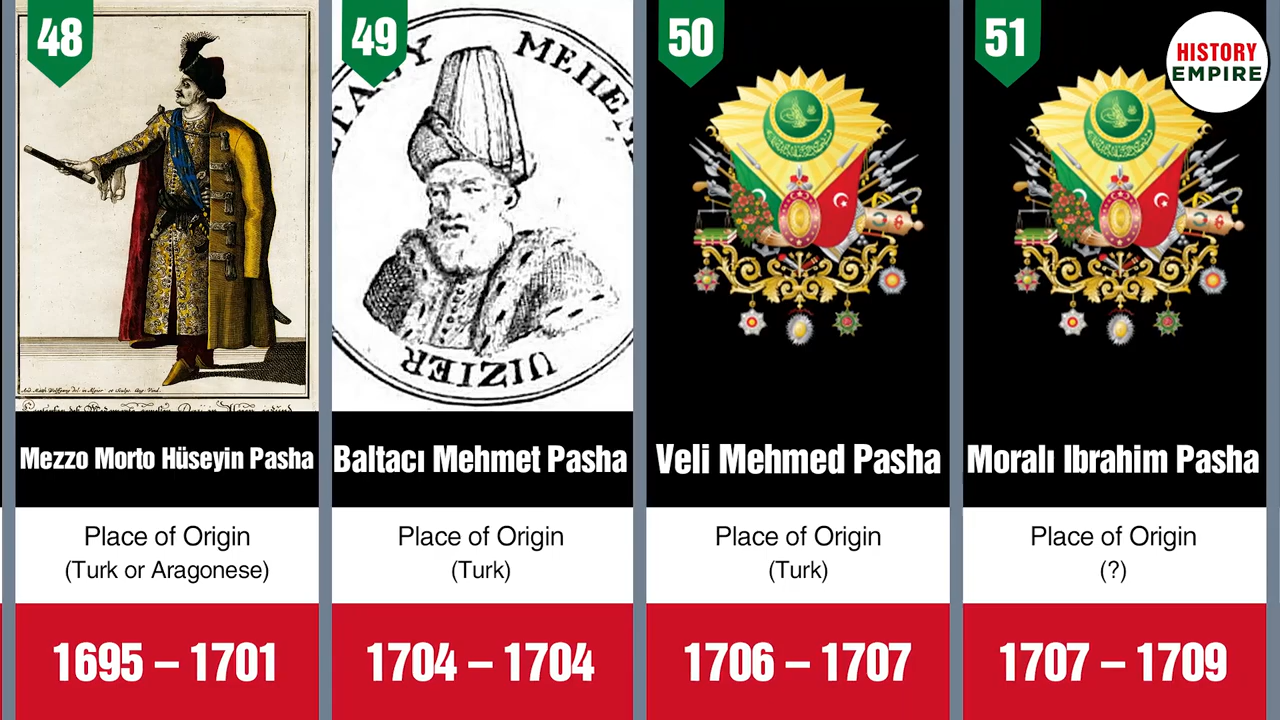 48
Mezzo Morto Hüseyin Pasha
Place of Origin
(Turk or Aragonese)
1695 – 1701
49
MEHEM
VIZIER
Baltacı Mehmet Pasha
Place of Origin
(Turk)
1704 – 1704
50
Veli Mehmed Pasha
Place of Origin
(Turk)
1706 – 1707
51
HISTORY
EMPIRE
Moralı Ibrahim Pasha
Place of Origin
(?)
1707 – 1709